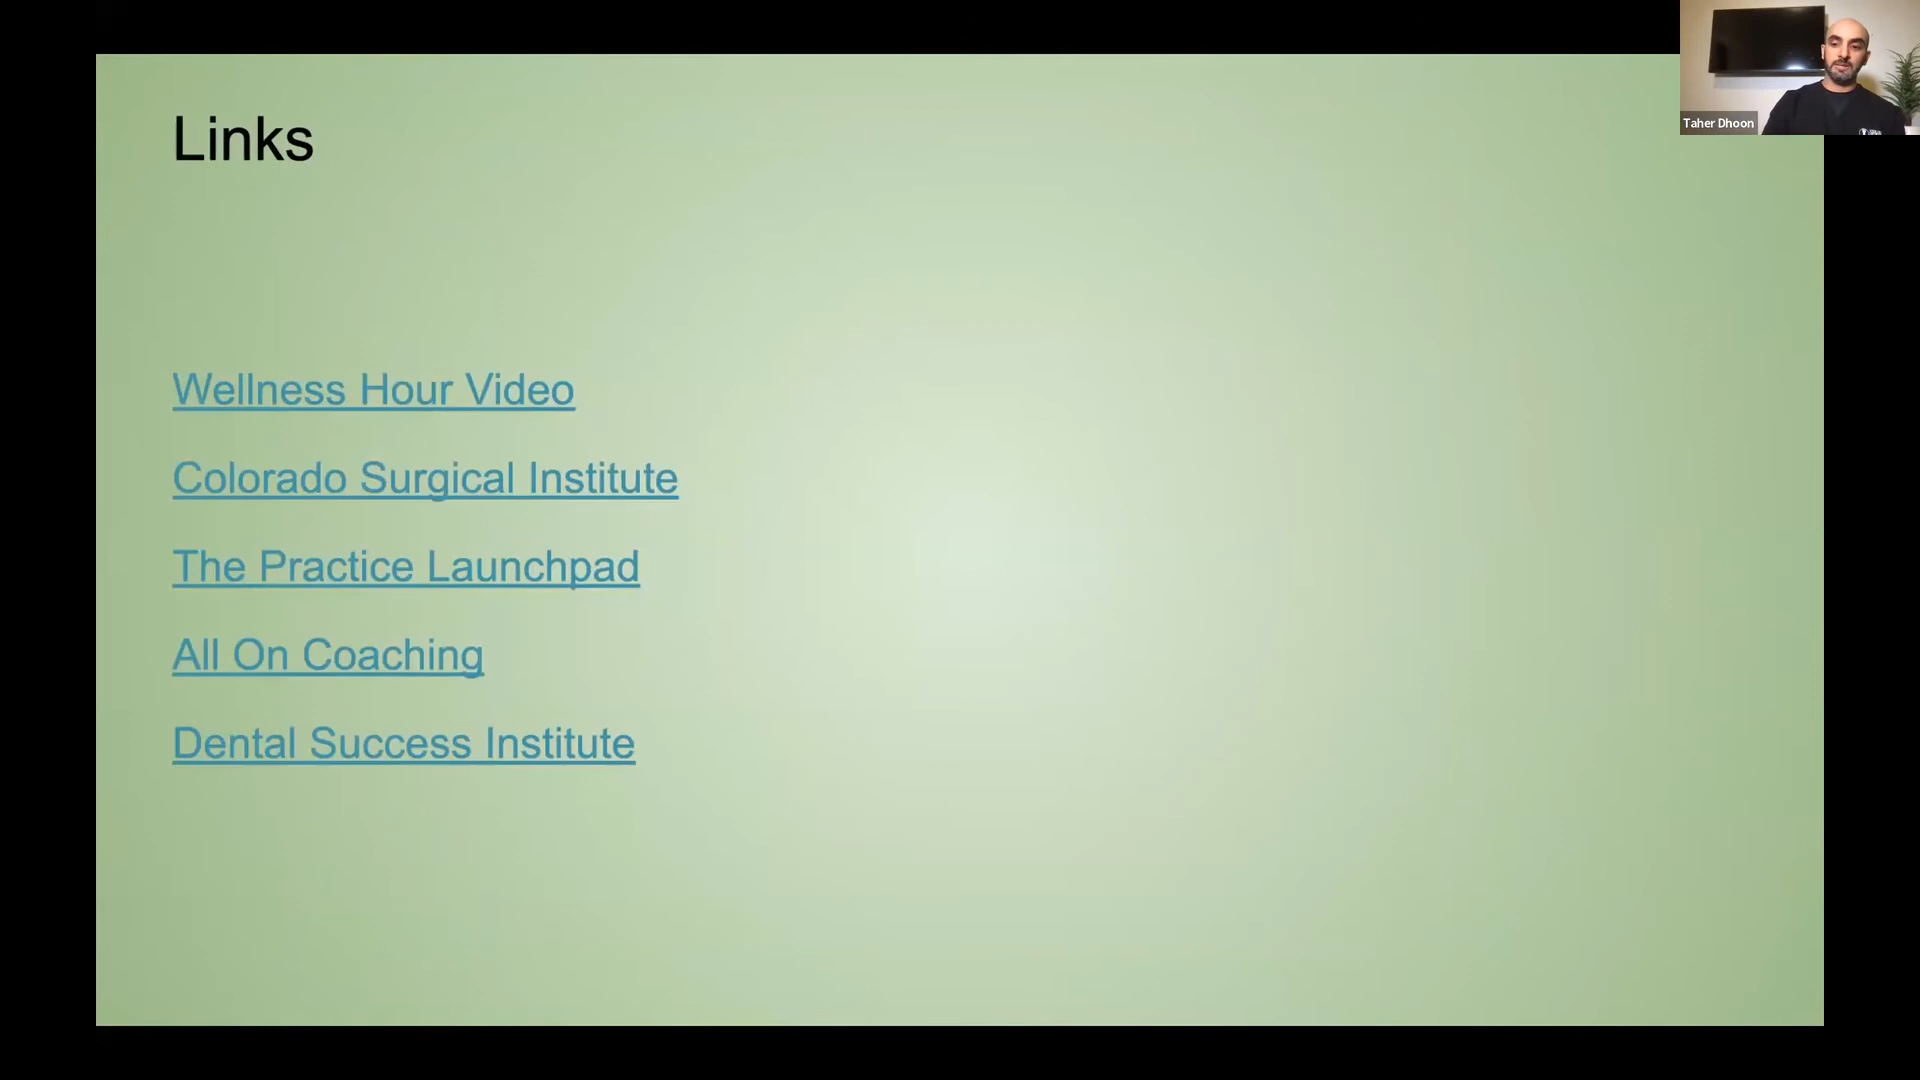 Links
Taher Dhoon
Wellness Hour Video
Colorado Surgical Institute
The Practice Launchpad
All On Coaching
Dental Success Institute